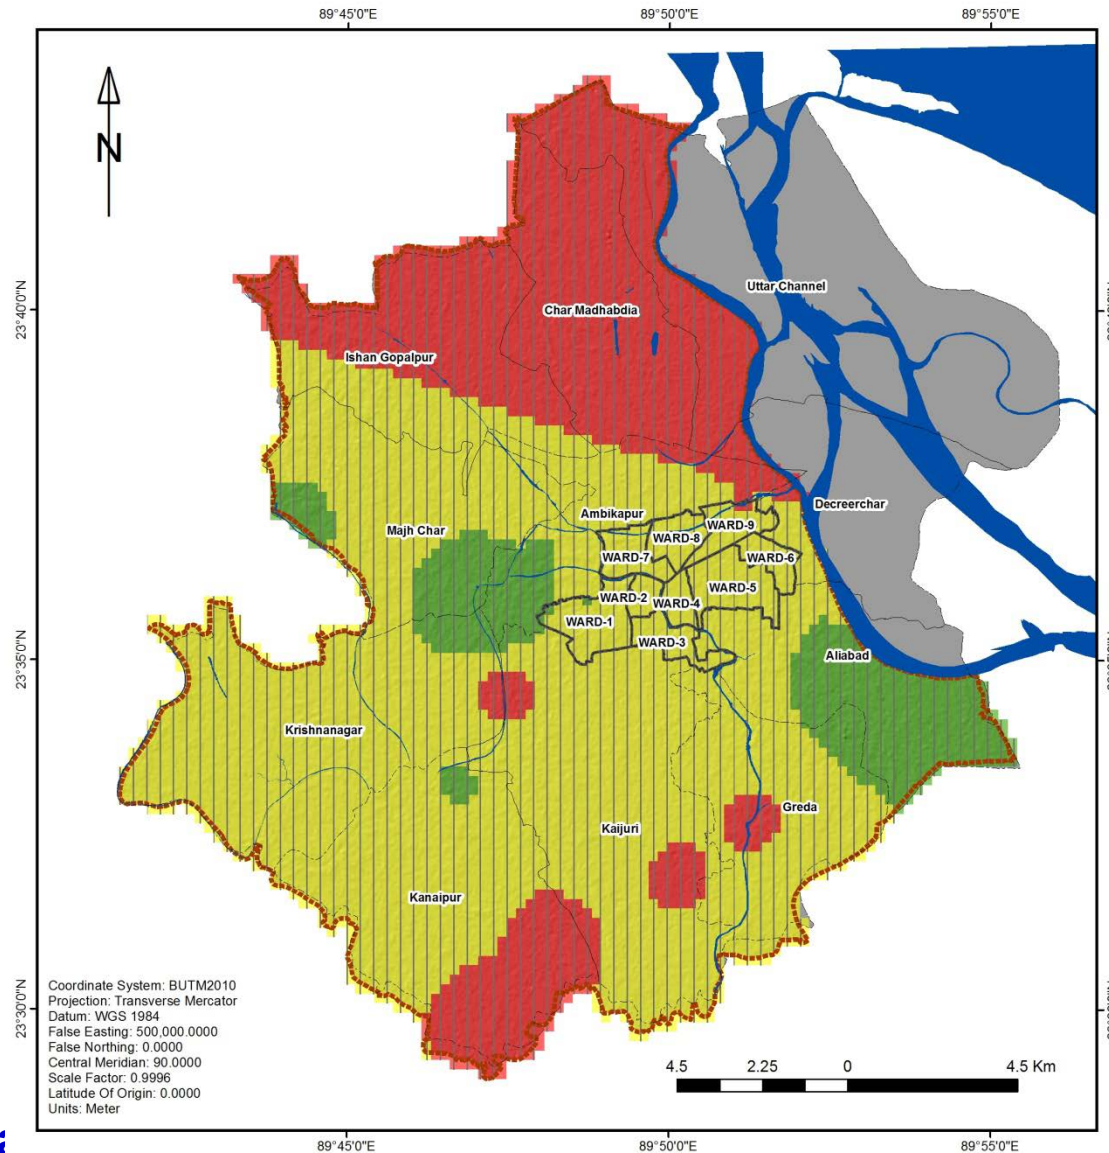 89°45'0"E
89°50'0"E
89°55'0"E
N
23°40'0"N
Char Madhabdia
Uttar Channel
Ishan Gopalpur
Decreerchar
Ambikapur
Majh Char
WARD-9
WARD-8
WARD-7
WARD-6
WARD-5
WARD-2
WARD-4
WARD-1
WARD-3
23°35'0"N
Aliabad
Krishnanagar
Greda
Kaijuri
Kanaipur
23°30'0"N
Coordinate System: BUTM2010
Projection: Transverse Mercator
Datum: WGS 1984
False Easting: 500,000.0000
False Northing: 0.0000
Central Meridian: 90.0000
Scale Factor: 0.9996
Latitude Of Origin: 0.0000
Units: Meter
4.5 2.25 0 4.5 Km
89°45'0"E
89°50'0"E
89°55'0"E